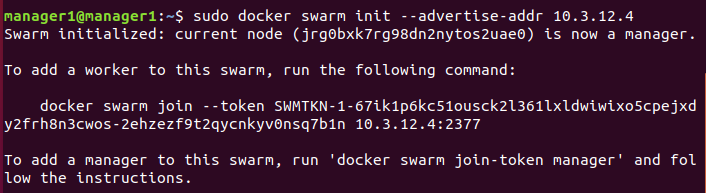 manager1@manager1:~$ sudo docker swarm init --advertise-addr 10.3.12.4
Swarm initialized: current node (jrg0bxk7rg98dn2nytos2uae0) is now a manager.
To add a worker to this swarm, run the following command:
docker swarm join --token SWMTKN-1-67ik1p6kc51ousck2l361lxldwiwixo5cpejxd
y2frh8n3cwos-2ehzezf9t2qycnkyv0nsq7b1n 10.3.12.4:2377
To add a manager to this swarm, run 'docker swarm join-token manager' and fol
low the instructions.